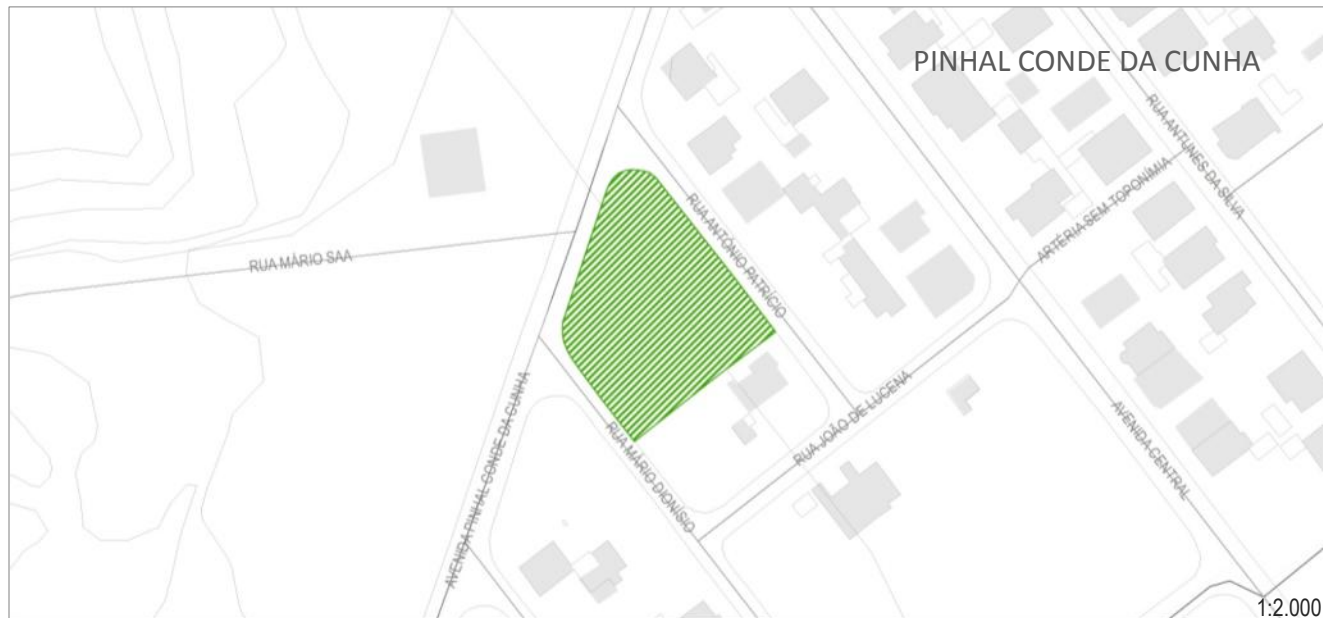 PINHAL CONDE DA CUNHA
RUA ANTUNES DA SILVA
ARTÉRIA SEM TOPONÍMIA
RUA ANTÓNIO PATRÍCIO
RUA MÁRIO SAA
AVENIDA PINHAL CONDE DA CUNHA
RUA JOÃO DE LUCENA
AVENIDA CENTRAL
RUA MÁRIO DIONÍSIO
1:2.000